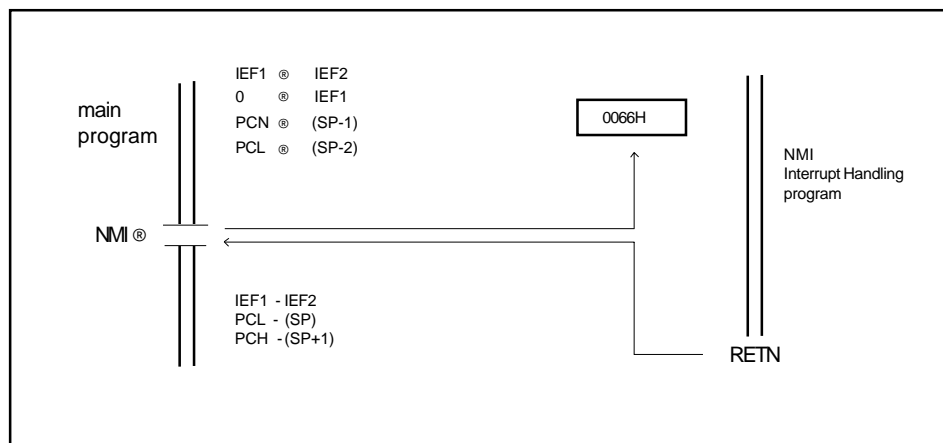 IEF1 ® IEF2
0 ® IEF1
PCN ® (SP-1)
PCL ® (SP-2)
main
program
0066H
NMI
Interrupt Handling
program
NMI ®
IEF1 - IEF2
PCL - (SP)
PCH - (SP+1)
RETN